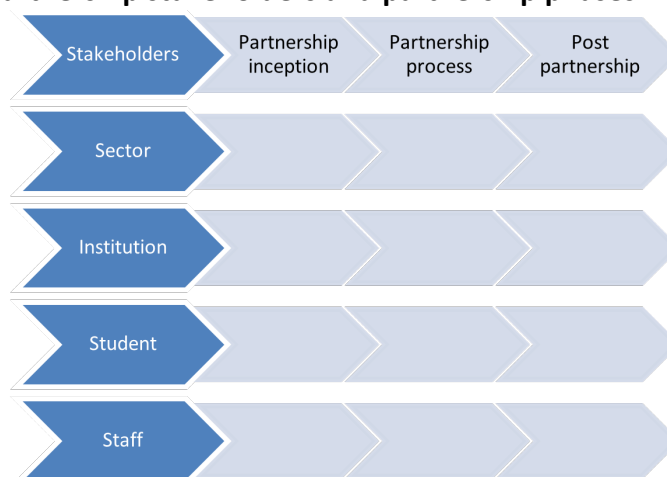 Stakeholders
Partnership
inception
Partnership
process
Post
partnership
Sector
Institution
Student
Staff